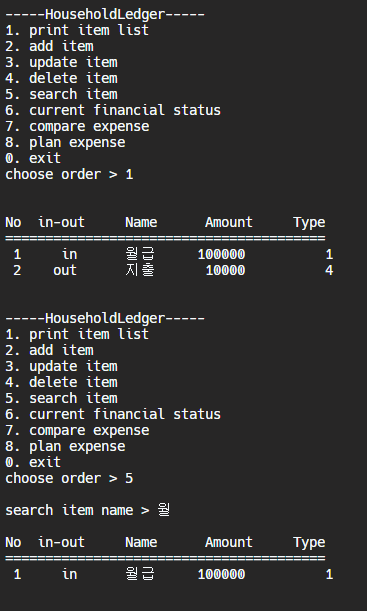 -----HouseholdLedger-----
1. print item list
2. add item
3. update item
4. delete item
5. search item
6. current financial status
7. compare expense
8. plan expense
0. exit
choose order > 1
No  in-out     Name      Amount     Type
========================================
 1     in      월급     100000          1
 2    out      지출      10000          4
-----HouseholdLedger-----
1. print item list
2. add item
3. update item
4. delete item
5. search item
6. current financial status
7. compare expense
8. plan expense
0. exit
choose order > 5
search item name > 월
No  in-out     Name      Amount     Type
========================================
 1     in      월급     100000          1